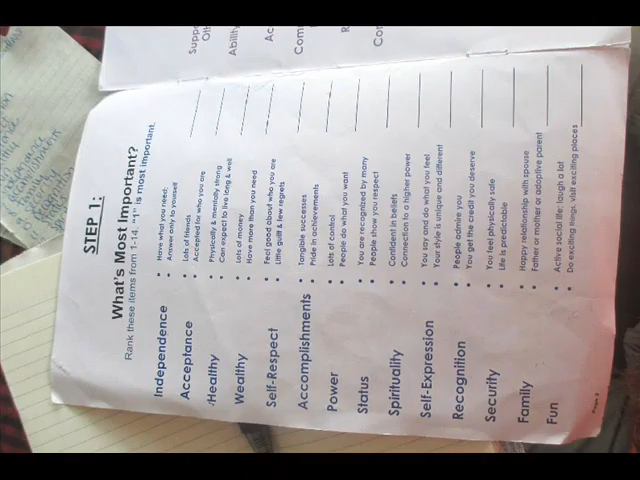 STEP 1:
What's Most Important?
Rank these items from 1-14. "1" is most important.
Independence
• Have what you need;
• Answer only to yourself
Acceptance
• Lots of friends
• Accepted for who you are
Healthy
• Physically & mentally strong
• Can expect to live long & well
Wealthy
• Lots of money
• Have more than you need
Self-Respect
• Feel good about who you are
• Little guilt & few regrets
Accomplishments
• Tangible successes
• Pride in achievements
Power
• Lots of control
• People do what you want
Status
• You are recognized by many
• People show you respect
Spirituality
• Confident in beliefs
• Connection to a higher power
Self-Expression
• You say and do what you feel
• Your style is unique and different
Recognition
• People admire you
• You get the credit you deserve
Security
• You feel physically safe
• Life is predictable
Family
• Happy relationship with spouse
• Father or mother or adoptive parent
Fun
• Active social life; laugh a lot
• Do exciting things, visit exciting places
Page 2
Ability